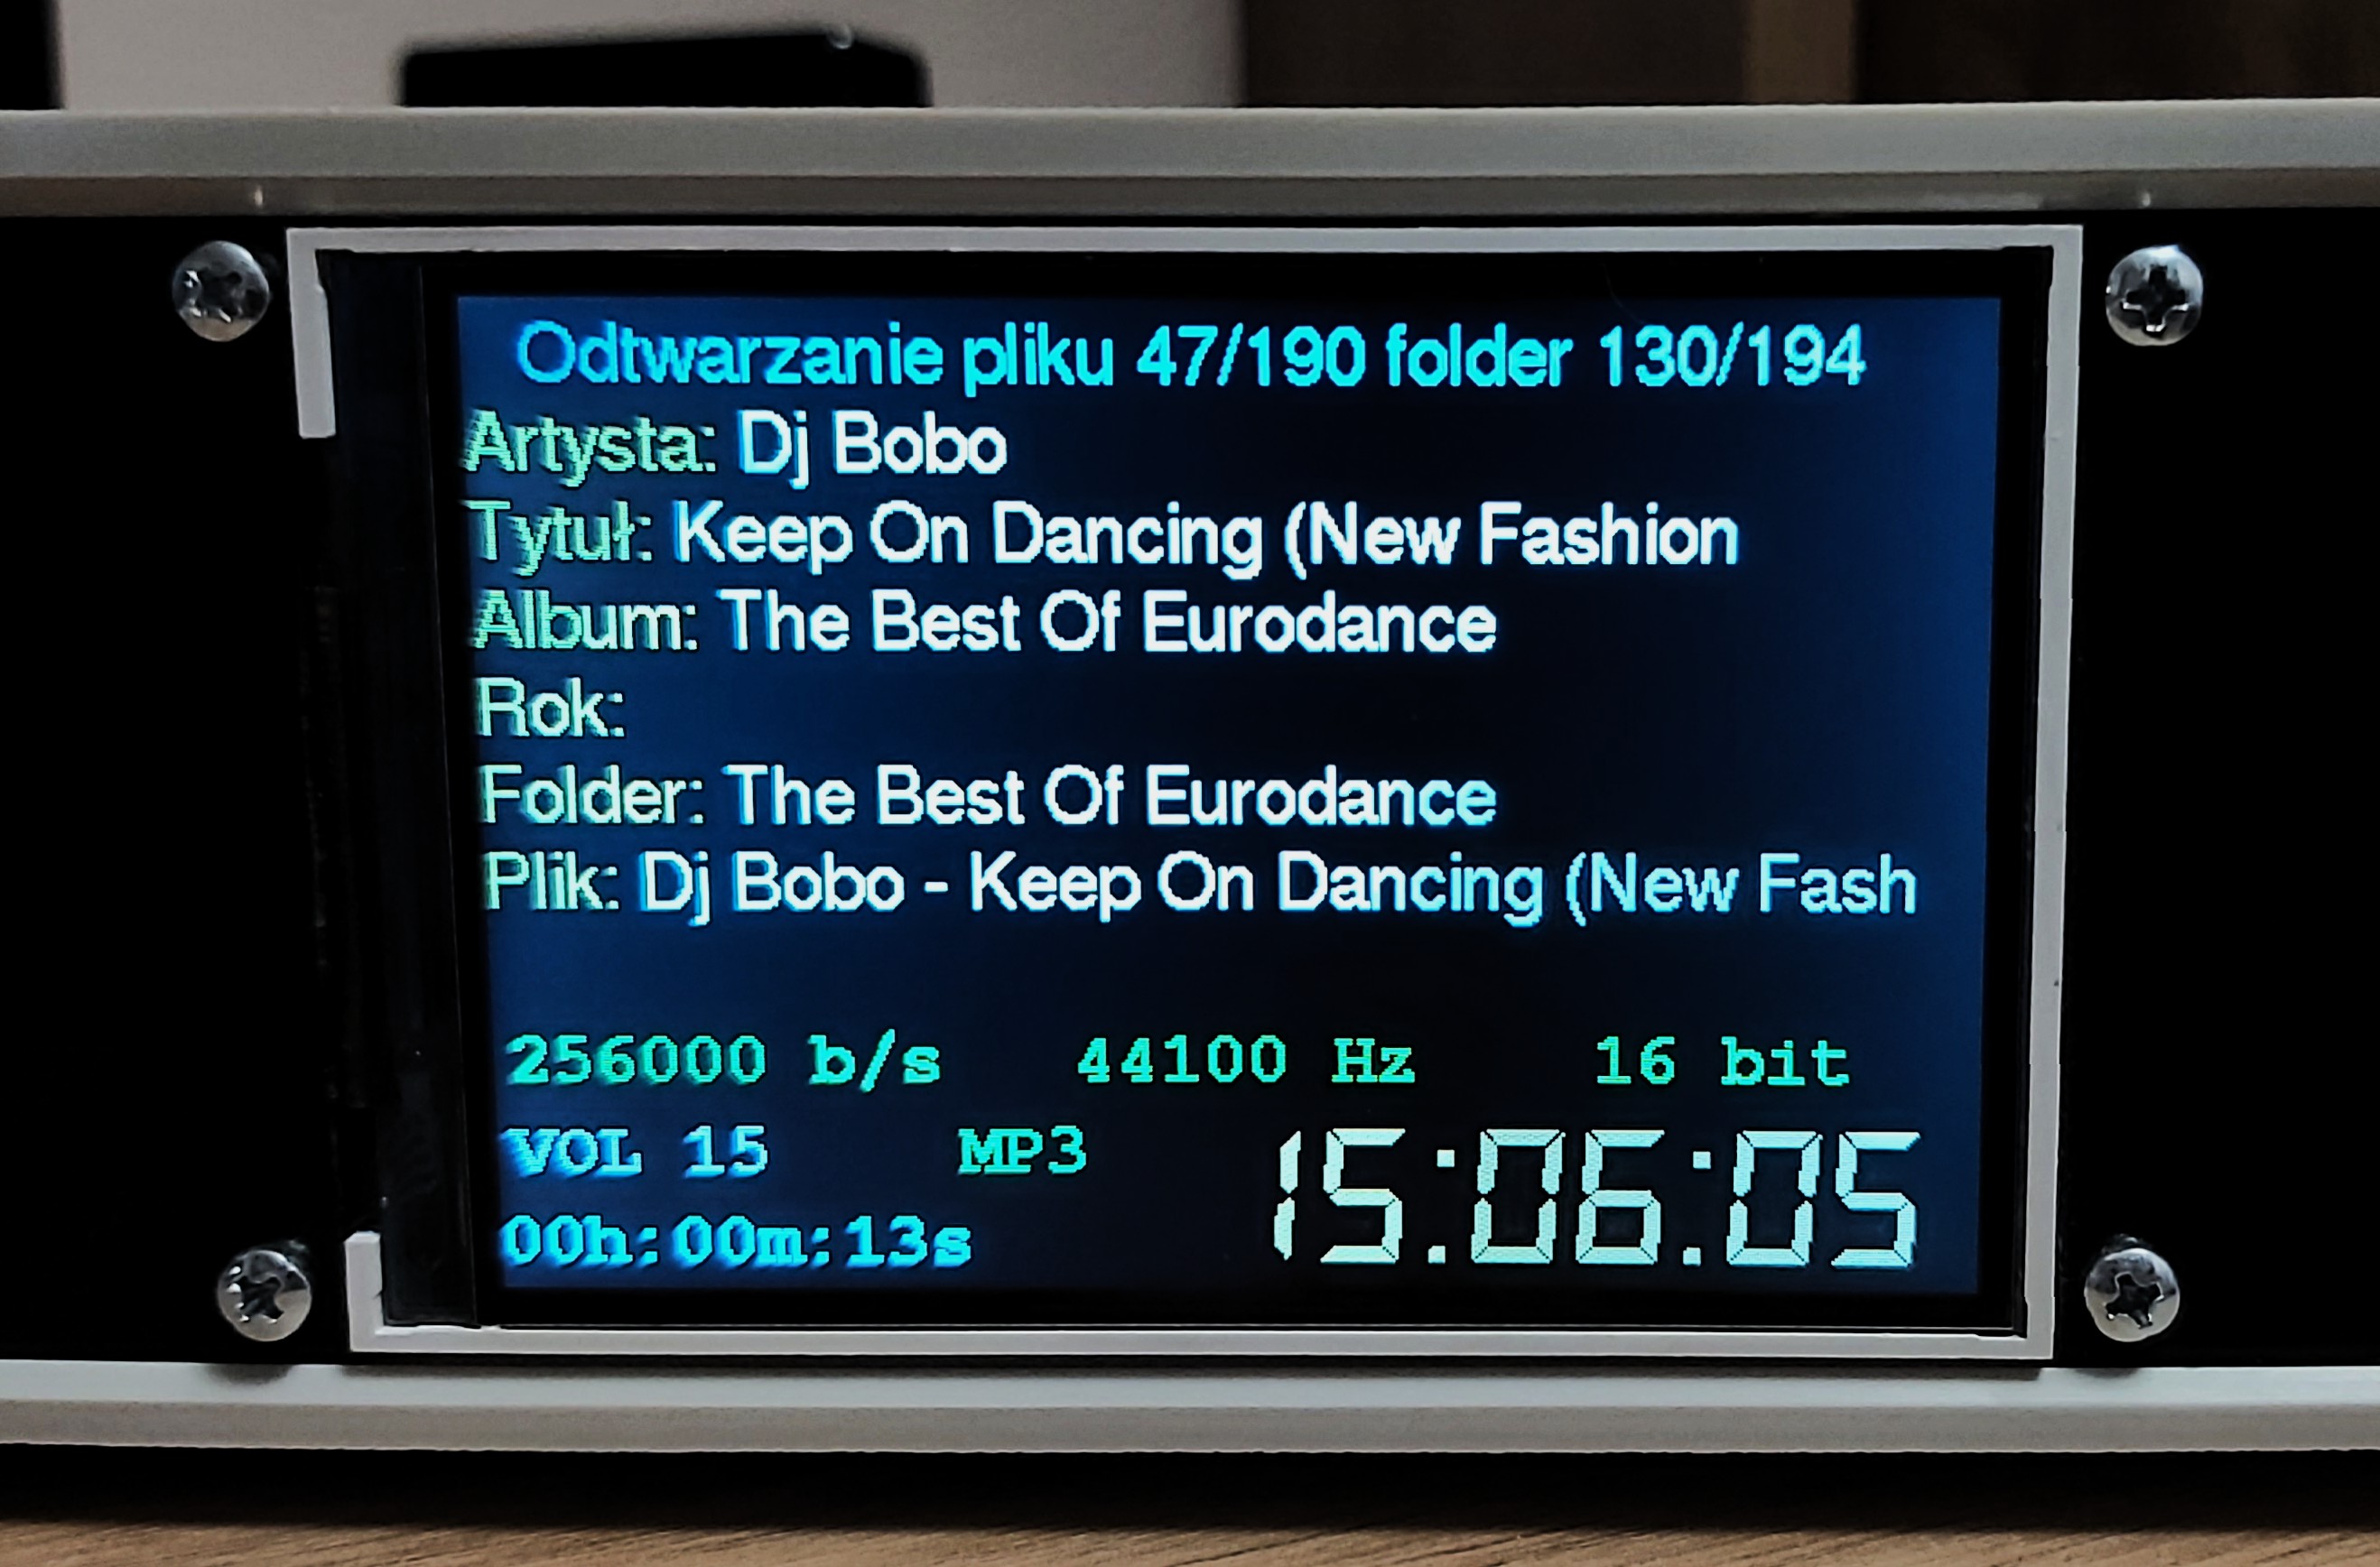 Odtwarzanie pliku 47/190 folder 130/194
Artysta: Dj Bobo
Tytuł: Keep On Dancing (New Fashion
Album: The Best Of Eurodance
Rok:
Folder: The Best Of Eurodance
Plik: Dj Bobo - Keep On Dancing (New Fash
256000 b/s 44100 Hz 16 bit
VOL 15 MP3 15:06:05
00h:00m:13s